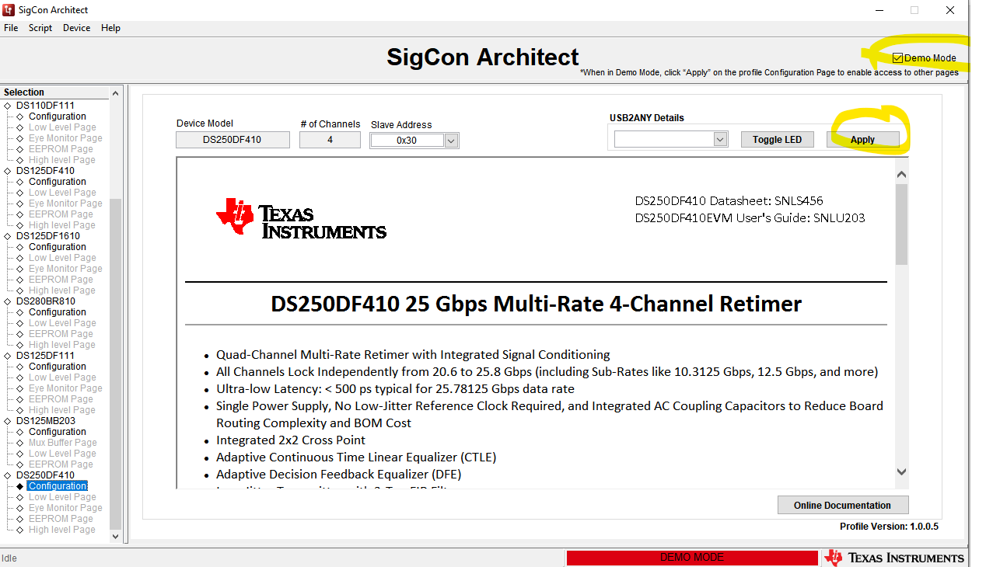 SigCon Architect
File Script Device Help
SigCon Architect
Demo Mode
*When in Demo Mode, click “Apply” on the profile Configuration Page to enable access to other pages
Selection
DS110DF111
Configuration
Low Level Page
Eye Monitor Page
EEPROM Page
High level Page
DS125DF410
Configuration
Low Level Page
Eye Monitor Page
EEPROM Page
High level Page
DS125DF1610
Configuration
Low Level Page
Eye Monitor Page
EEPROM Page
High level Page
DS280BR810
Configuration
Low Level Page
EEPROM Page
High level Page
DS125DF111
Configuration
Low Level Page
Eye Monitor Page
EEPROM Page
High level Page
DS125MB203
Configuration
Mux Buffer Page
Low Level Page
EEPROM Page
DS250DF410
Configuration
Low Level Page
Eye Monitor Page
EEPROM Page
High level Page
Device Model
DS250DF410
# of Channels
4
Slave Address
0x30
USB2ANY Details
Toggle LED
Apply
TEXAS
INSTRUMENTS
DS250DF410 Datasheet: SNLS456
DS250DF410EVM User's Guide: SNLU203
DS250DF410 25 Gbps Multi-Rate 4-Channel Retimer
• Quad-Channel Multi-Rate Retimer with Integrated Signal Conditioning
• All Channels Lock Independently from 20.6 to 25.8 Gbps (including Sub-Rates like 10.3125 Gbps, 12.5 Gbps, and more)
• Ultra-low Latency: < 500 ps typical for 25.78125 Gbps data rate
• Single Power Supply, No Low-Jitter Reference Clock Required, and Integrated AC Coupling Capacitors to Reduce Board
Routing Complexity and BOM Cost
• Integrated 2x2 Cross Point
• Adaptive Continuous Time Linear Equalizer (CTLE)
• Adaptive Decision Feedback Equalizer (DFE)
Online Documentation
Profile Version: 1.0.0.5
Idle
DEMO MODE
TEXAS INSTRUMENTS